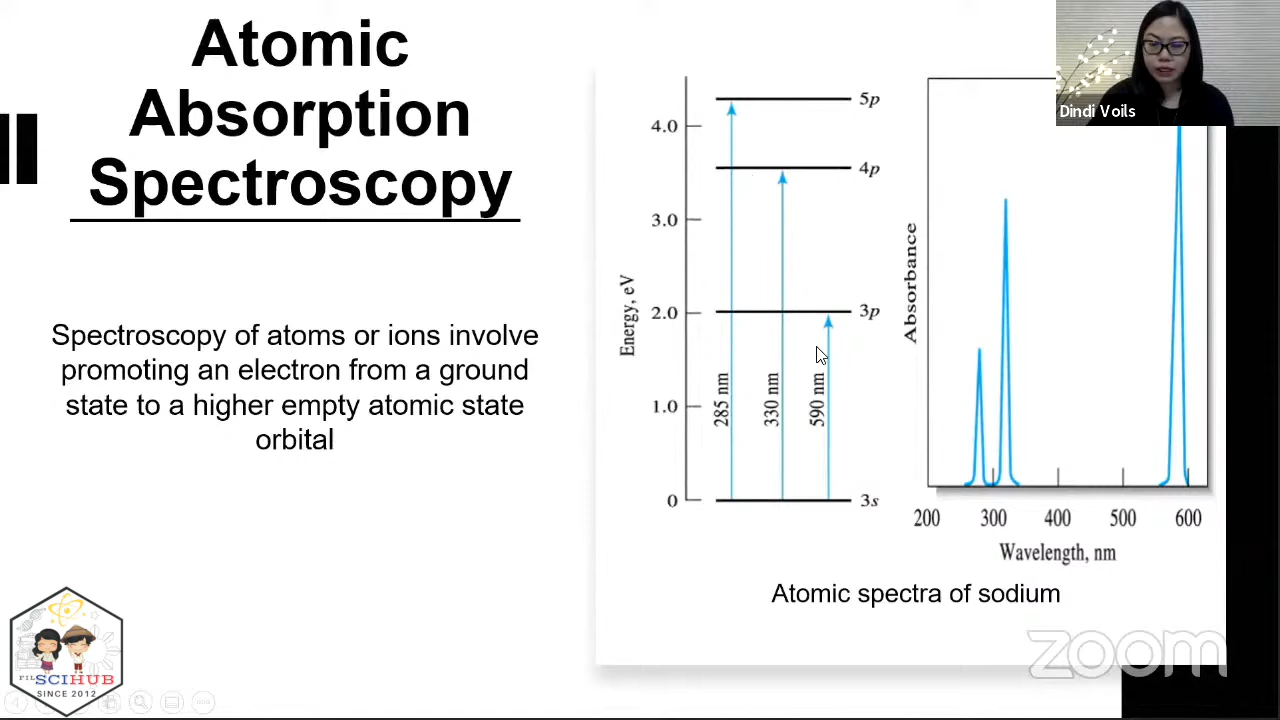 Atomic
Absorption
Spectroscopy
Spectroscopy of atoms or ions involve
promoting an electron from a ground
state to a higher empty atomic state
orbital
Energy, eV
4.0
3.0
2.0
1.0
0
5p
4p
3p
3s
285 nm
330 nm
590 nm
Absorbance
200 300 400 500 600
Wavelength, nm
Atomic spectra of sodium
Dindi Voils
FILSCIHUB
SINCE 2012
zoom